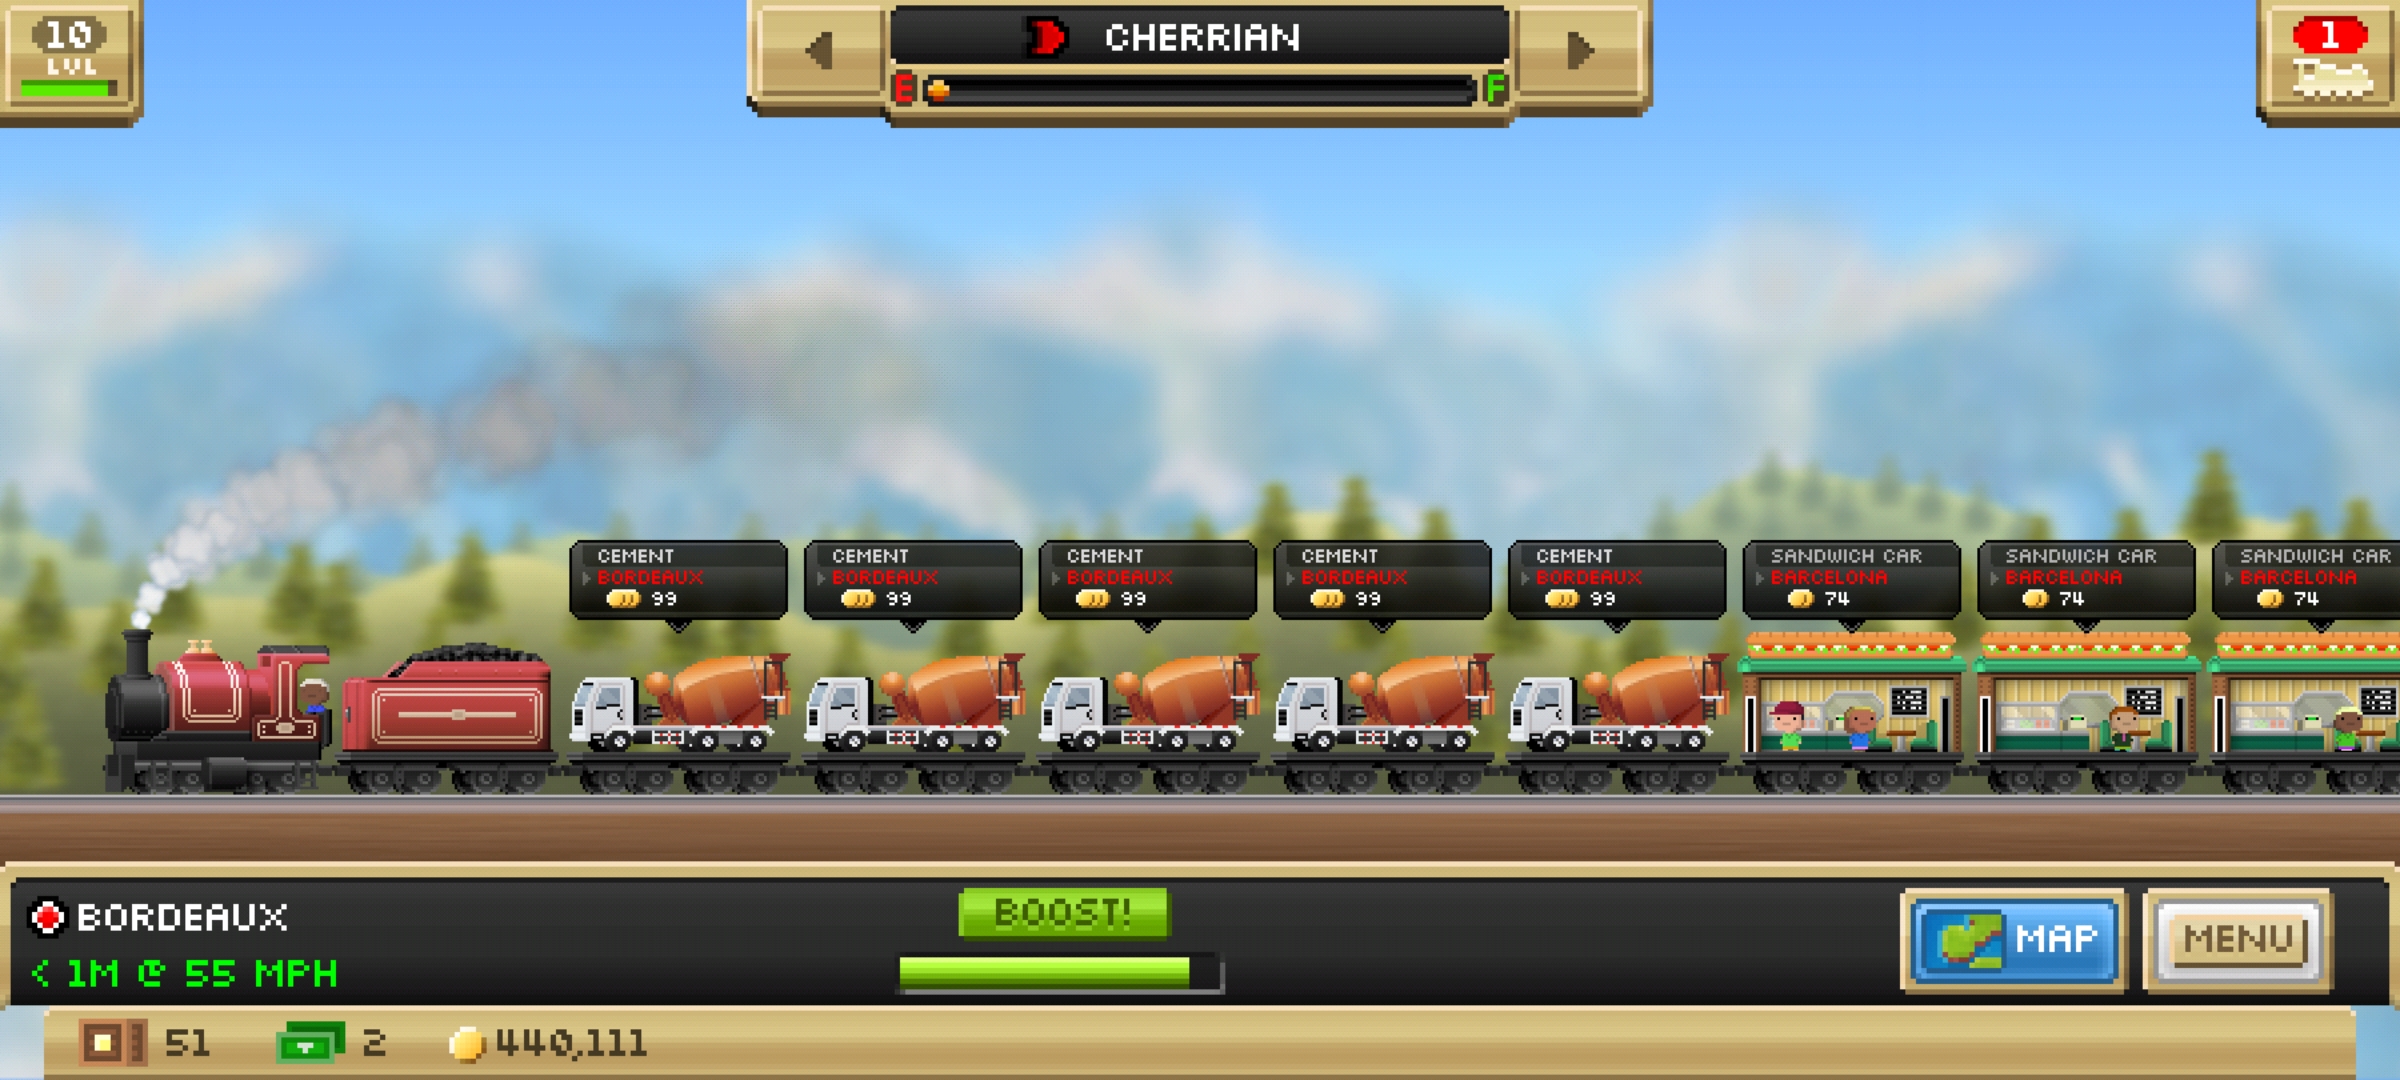 10
LVL
CHERRIAN
E
F
1
CEMENT
BORDEAUX
99
CEMENT
BORDEAUX
99
CEMENT
BORDEAUX
99
CEMENT
BORDEAUX
99
CEMENT
BORDEAUX
99
SANDWICH CAR
BARCELONA
74
SANDWICH CAR
BARCELONA
74
SANDWICH CAR
BARCELONA
74
BORDEAUX
< 1M @ 55 MPH
BOOST!
MAP
MENU
51
2
440,111